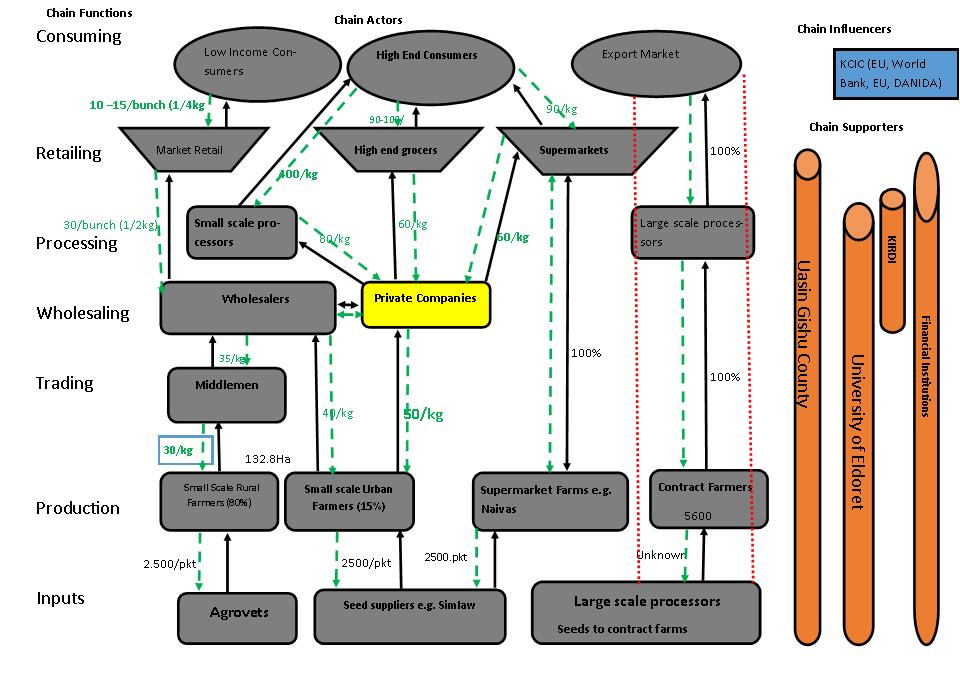 Chain Functions
Chain Actors
Chain Influencers
Consuming
Low Income Con-
sumers
High End Consumers
Export Market
KCIC (EU, World
Bank, EU, DANIDA)
10 –15/bunch (1/4kg
90-100/
90/kg
Chain Supporters
Retailing
Market Retail
High end grocers
Supermarkets
100%
400/kg
30/bunch (1/2kg)
Small scale pro-
cessors
80/kg
60/kg
60/kg
Large scale proces-
sors
Processing
Wholesaling
Wholesalers
Private Companies
35/kg
100%
Trading
Middlemen
40/kg
50/kg
100%
30/kg
132.8Ha
Production
Small Scale Rural
Farmers (80%)
Small scale Urban
Farmers (15%)
Supermarket Farms e.g.
Naivas
Contract Farmers
5600
2.500/pkt
2500/pkt
2500.pkt
Unknown
Inputs
Agrovets
Seed suppliers e.g. Simlaw
Large scale processors
Seeds to contract farms
Uasin Gishu County
University of Eldoret
KIRDI
Financial Institutions